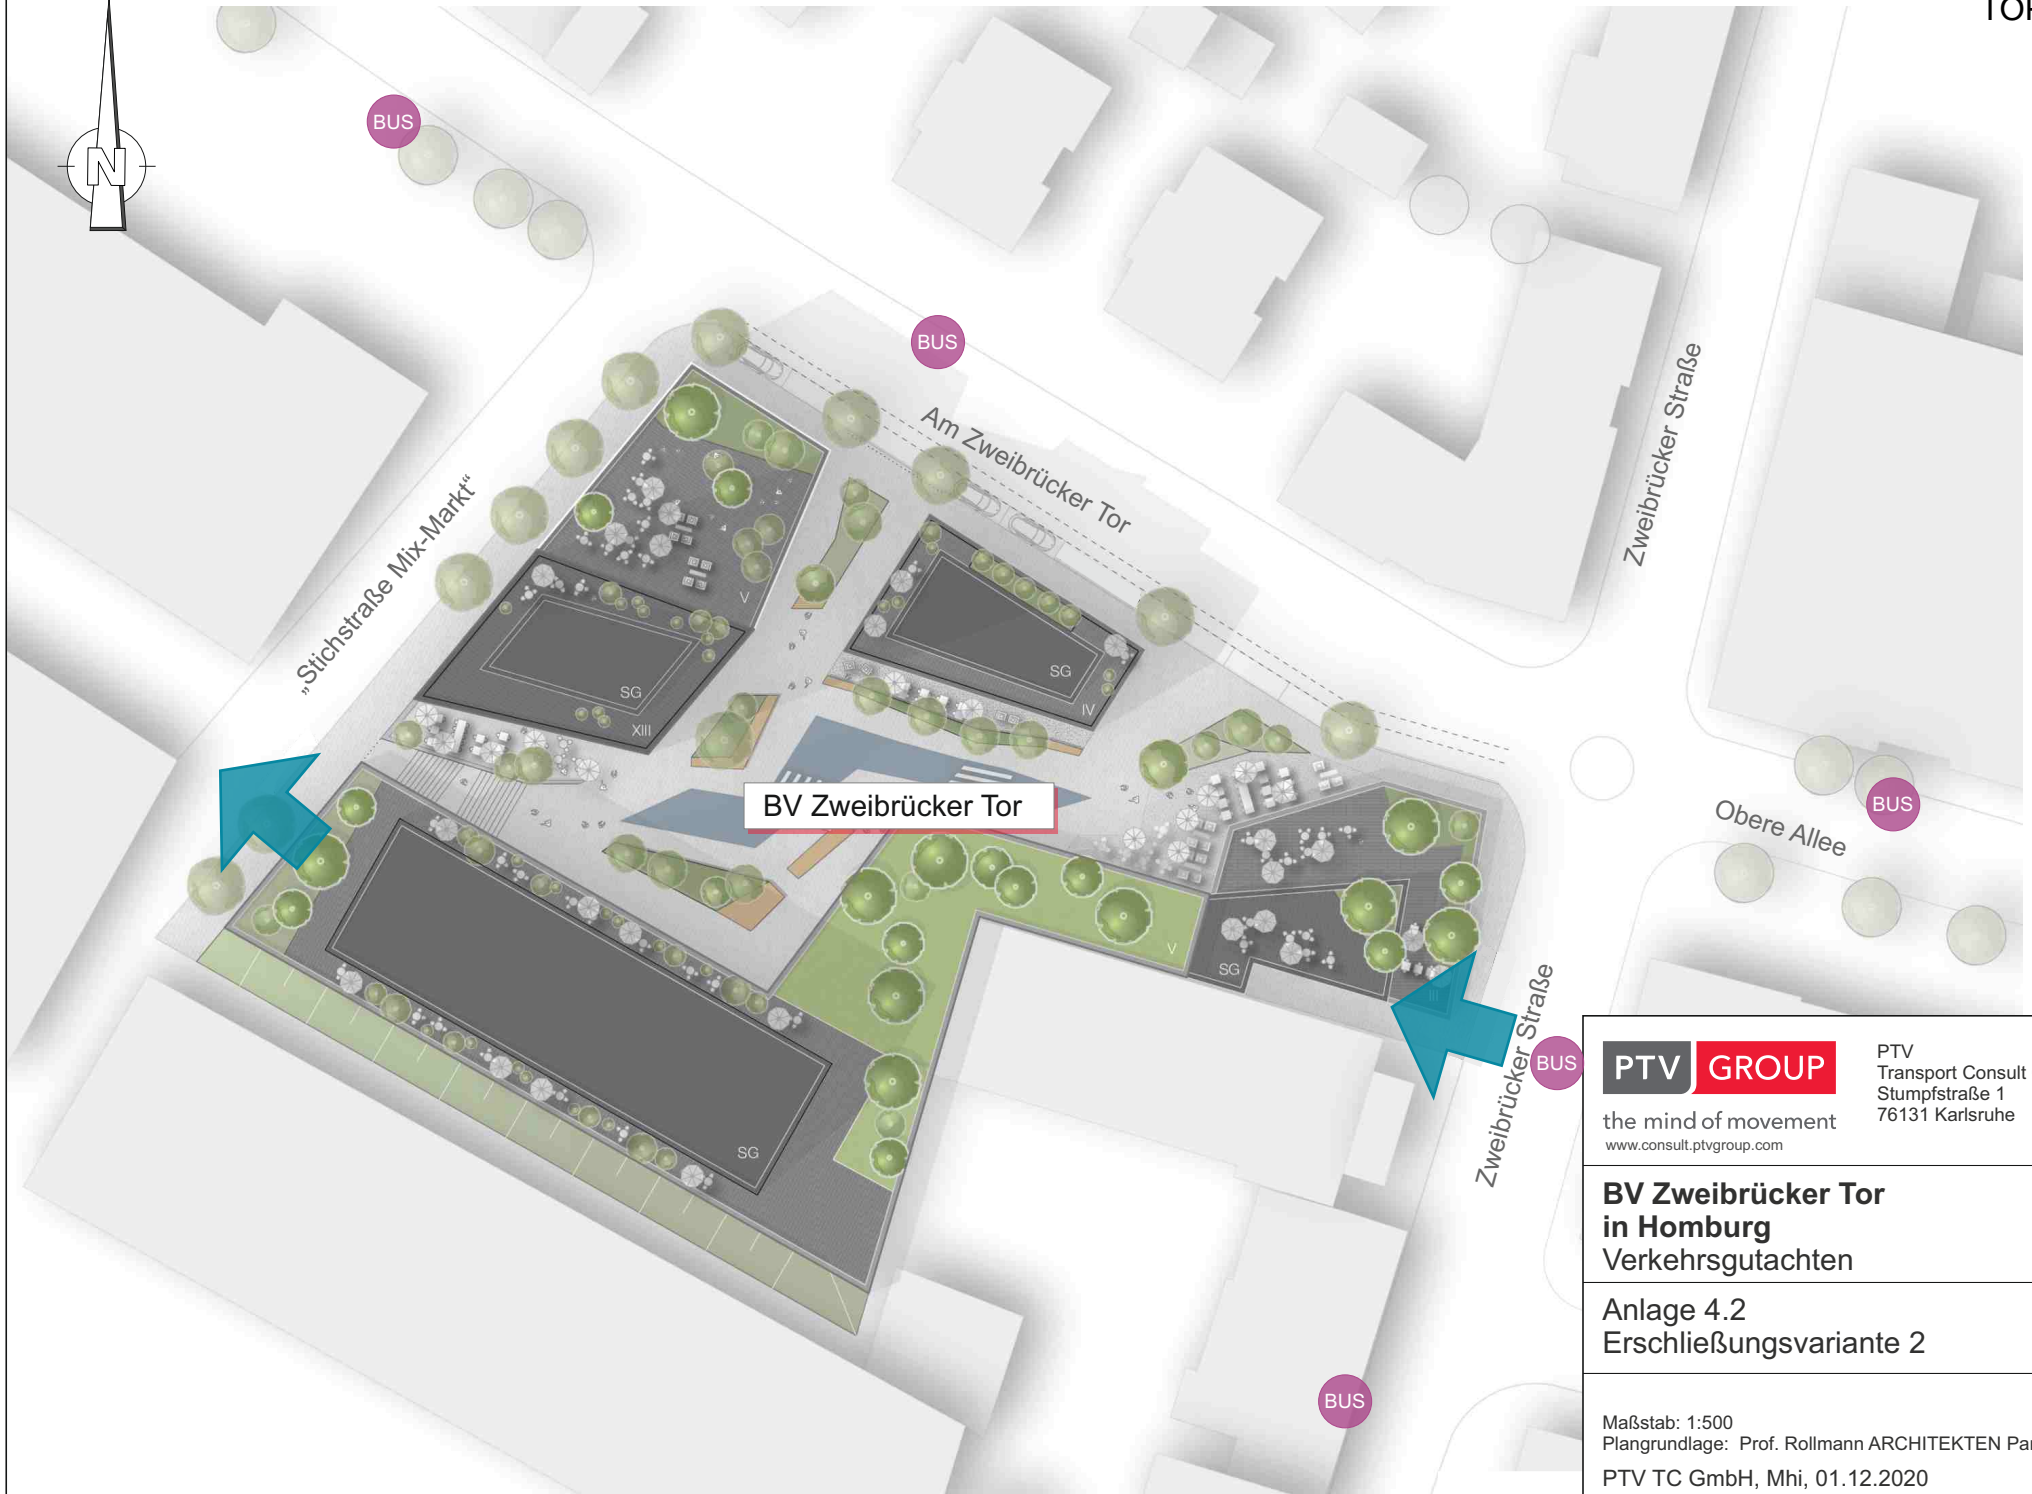 N
BUS
BUS
Am Zweibrücker Tor
Zweibrücker Straße
„Stichstraße Mix-Markt“
V
SG
XIII
SG
IV
BV Zweibrücker Tor
Obere Allee
BUS
V
SG
III
SG
Zweibrücker Straße
BUS
BUS
PTV GROUP
the mind of movement
www.consult.ptvgroup.com
PTV
Transport Consult
Stumpfstraße 1
76131 Karlsruhe
BV Zweibrücker Tor
in Homburg
Verkehrsgutachten
Anlage 4.2
Erschließungsvariante 2
Maßstab: 1:500
Plangrundlage: Prof. Rollmann ARCHITEKTEN
PTV TC GmbH, Mhi, 01.12.2020